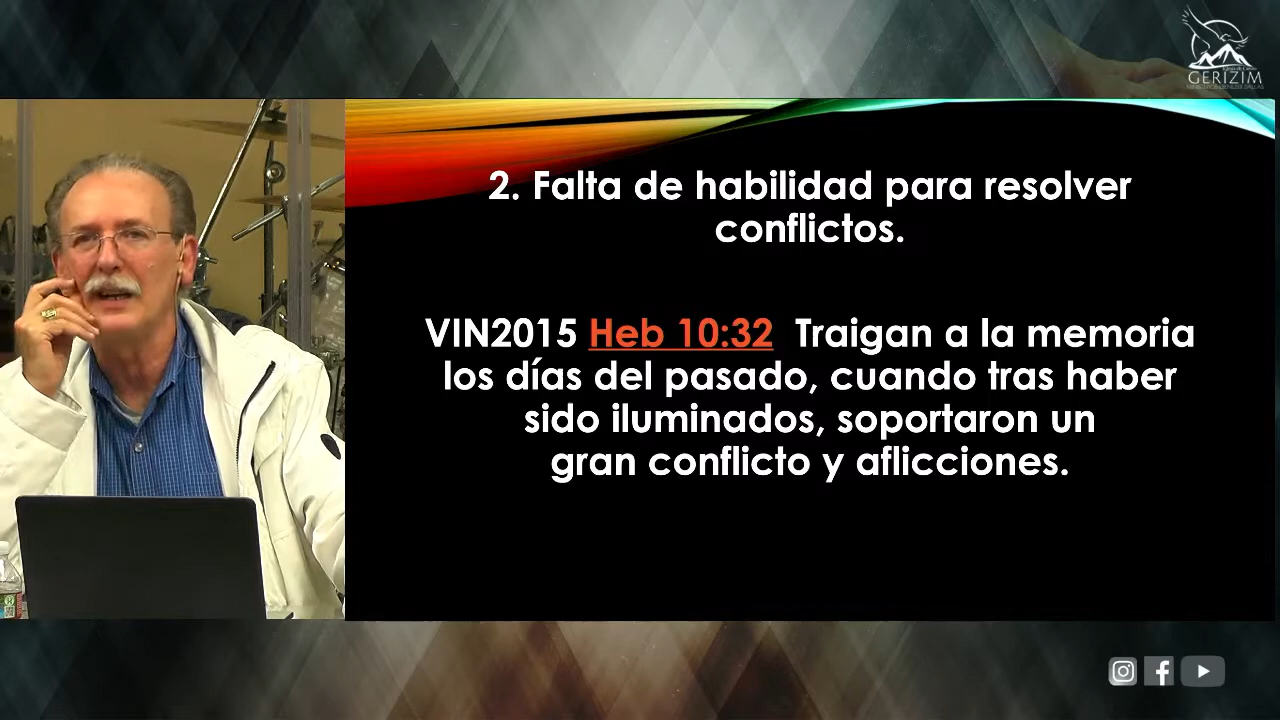 GERIZIM
2. Falta de habilidad para resolver
conflictos.
VIN2015 Heb 10:32 Traigan a la memoria
los días del pasado, cuando tras haber
sido iluminados, soportaron un
gran conflicto y aflicciones.